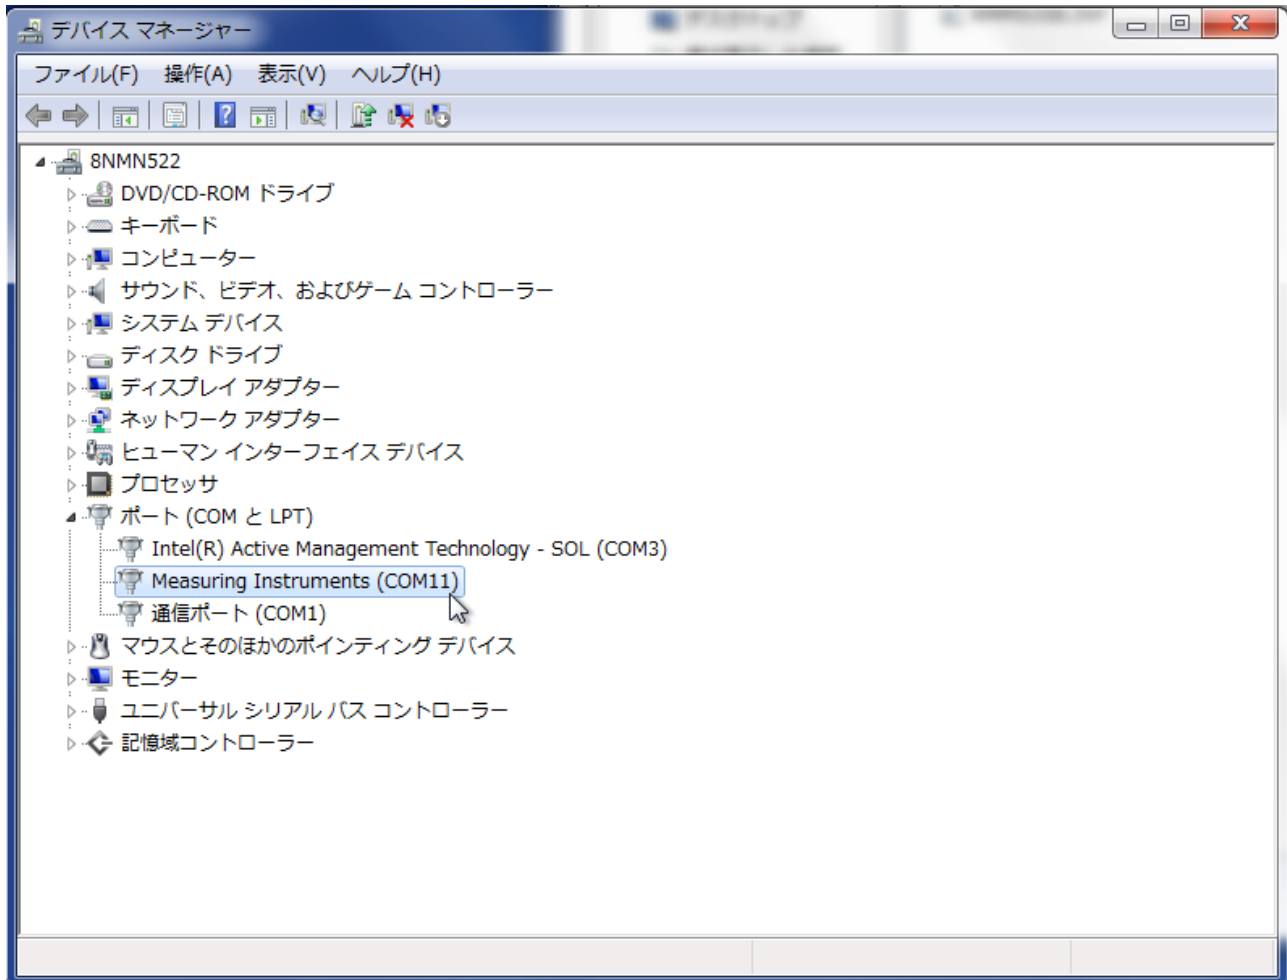 デバイス マネージャー
ファイル(F) 操作(A) 表示(V) ヘルプ(H)
8NMN522
DVD/CD-ROM ドライブ
キーボード
コンピューター
サウンド、ビデオ、およびゲーム コントローラー
システム デバイス
ディスク ドライブ
ディスプレイ アダプター
ネットワーク アダプター
ヒューマン インターフェイス デバイス
プロセッサ
ポート (COM と LPT)
Intel(R) Active Management Technology - SOL (COM3)
Measuring Instruments (COM11)
通信ポート (COM1)
マウスとそのほかのポインティング デバイス
モニター
ユニバーサル シリアル バス コントローラー
記憶域コントローラー